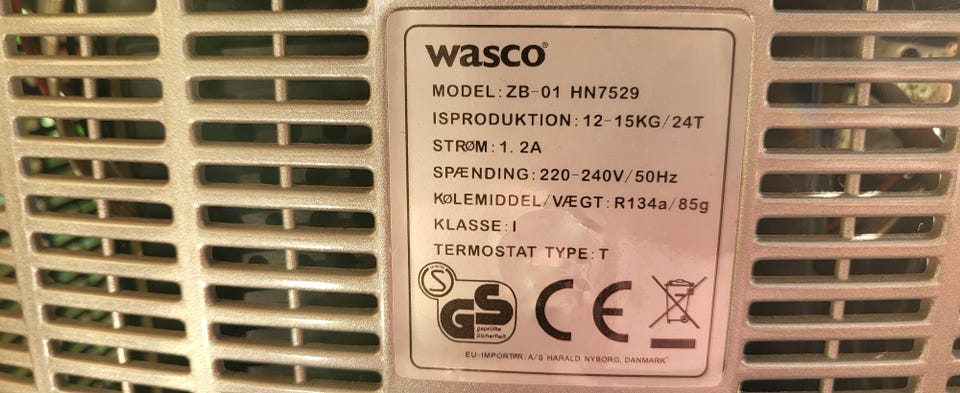 wasco®
MODEL: ZB-01 HN7529
ISPRODUKTION: 12-15KG/24T
STRØM: 1. 2A
SPÆNDING: 220-240V/50Hz
KØLEMIDDEL/VÆGT: R134a/85g
KLASSE: I
TERMOSTAT TYPE: T
S
GS
geprüfte
Sicherheit
CE
EU-IMPORTØR: A/S HARALD NYBORG, DANMARK